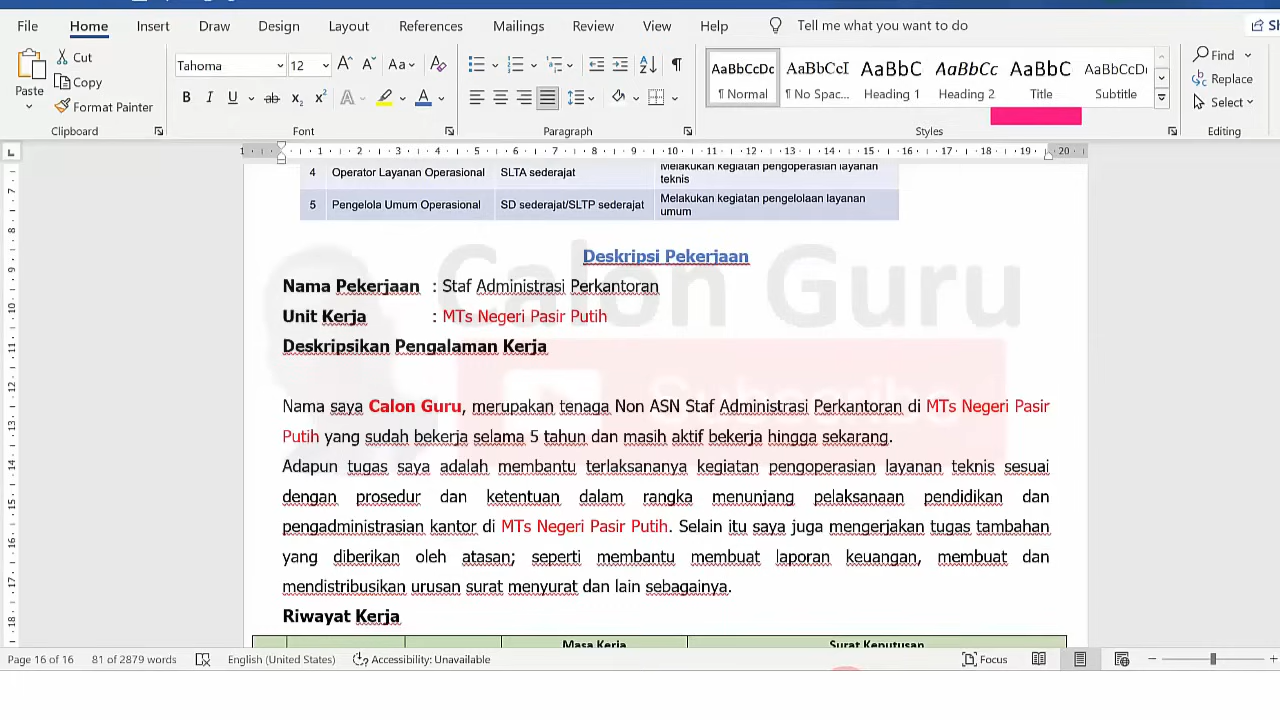 File Home Insert Draw Design Layout References Mailings Review View Help Tell me what you want to do
Cut
Copy
Paste
Format Painter
Tahoma 12
AaBbCcDc AaBbCcI AaBbC AaBbCc AaBbC AaBbCcD
¶ Normal ¶ No Spac... Heading 1 Heading 2 Title Subtitle
Find
Replace
Select
Clipboard Font Paragraph Styles Editing
4 Operator Layanan Operasional SLTA sederajat Melakukan kegiatan pengoperasian layanan
teknis
5 Pengelola Umum Operasional SD sederajat/SLTP sederajat Melakukan kegiatan pengelolaan layanan
umum
Calon Guru
Subscribe
Deskripsi Pekerjaan
Nama Pekerjaan : Staf Administrasi Perkantoran
Unit Kerja : MTs Negeri Pasir Putih
Deskripsikan Pengalaman Kerja
Nama saya Calon Guru, merupakan tenaga Non ASN Staf Administrasi Perkantoran di MTs Negeri Pasir
Putih yang sudah bekerja selama 5 tahun dan masih aktif bekerja hingga sekarang.
Adapun tugas saya adalah membantu terlaksananya kegiatan pengoperasian layanan teknis sesuai
dengan prosedur dan ketentuan dalam rangka menunjang pelaksanaan pendidikan dan
pengadministrasian kantor di MTs Negeri Pasir Putih. Selain itu saya juga mengerjakan tugas tambahan
yang diberikan oleh atasan; seperti membantu membuat laporan keuangan, membuat dan
mendistribusikan urusan surat menyurat dan lain sebagainya.
Riwayat Kerja
Masa Kerja Surat Keputusan
Page 16 of 16 81 of 2879 words English (United States) Accessibility: Unavailable Focus